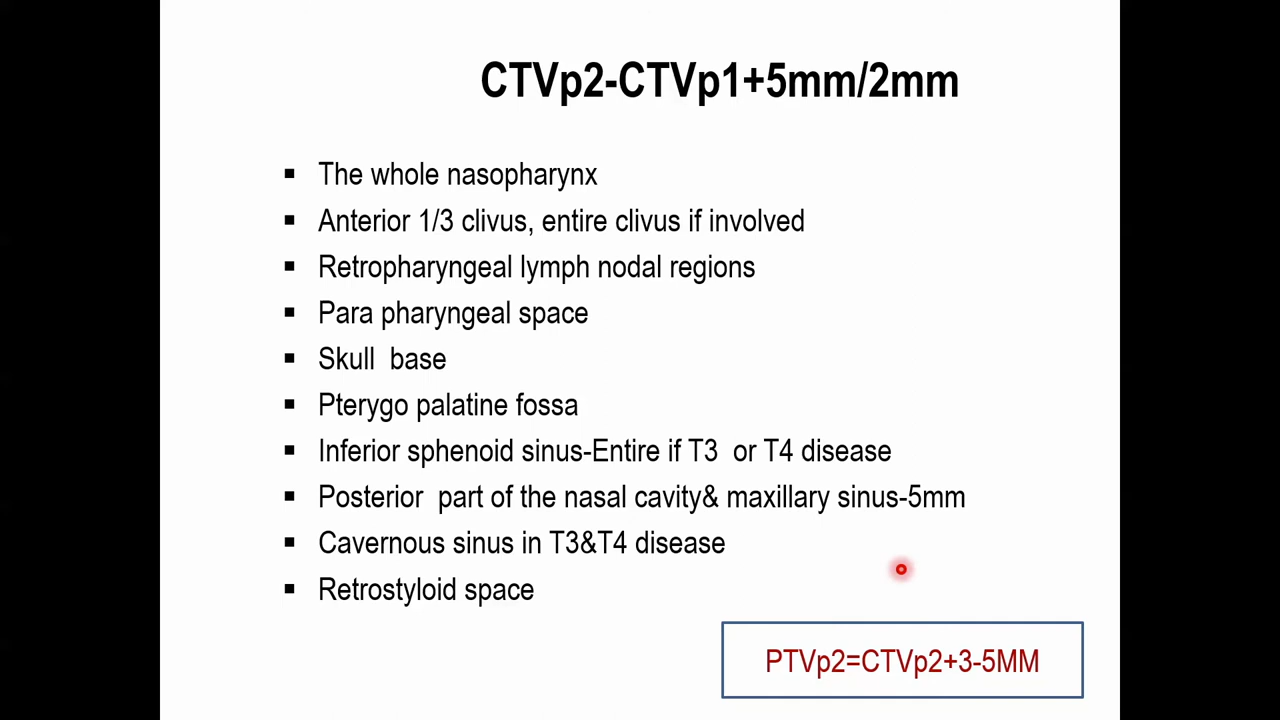 CTVp2-CTVp1+5mm/2mm
▪ The whole nasopharynx
▪ Anterior 1/3 clivus, entire clivus if involved
▪ Retropharyngeal lymph nodal regions
▪ Para pharyngeal space
▪ Skull  base
▪ Pterygo palatine fossa
▪ Inferior sphenoid sinus-Entire if T3  or T4 disease
▪ Posterior  part of the nasal cavity& maxillary sinus-5mm
▪ Cavernous sinus in T3&T4 disease
▪ Retrostyloid space
PTVp2=CTVp2+3-5MM